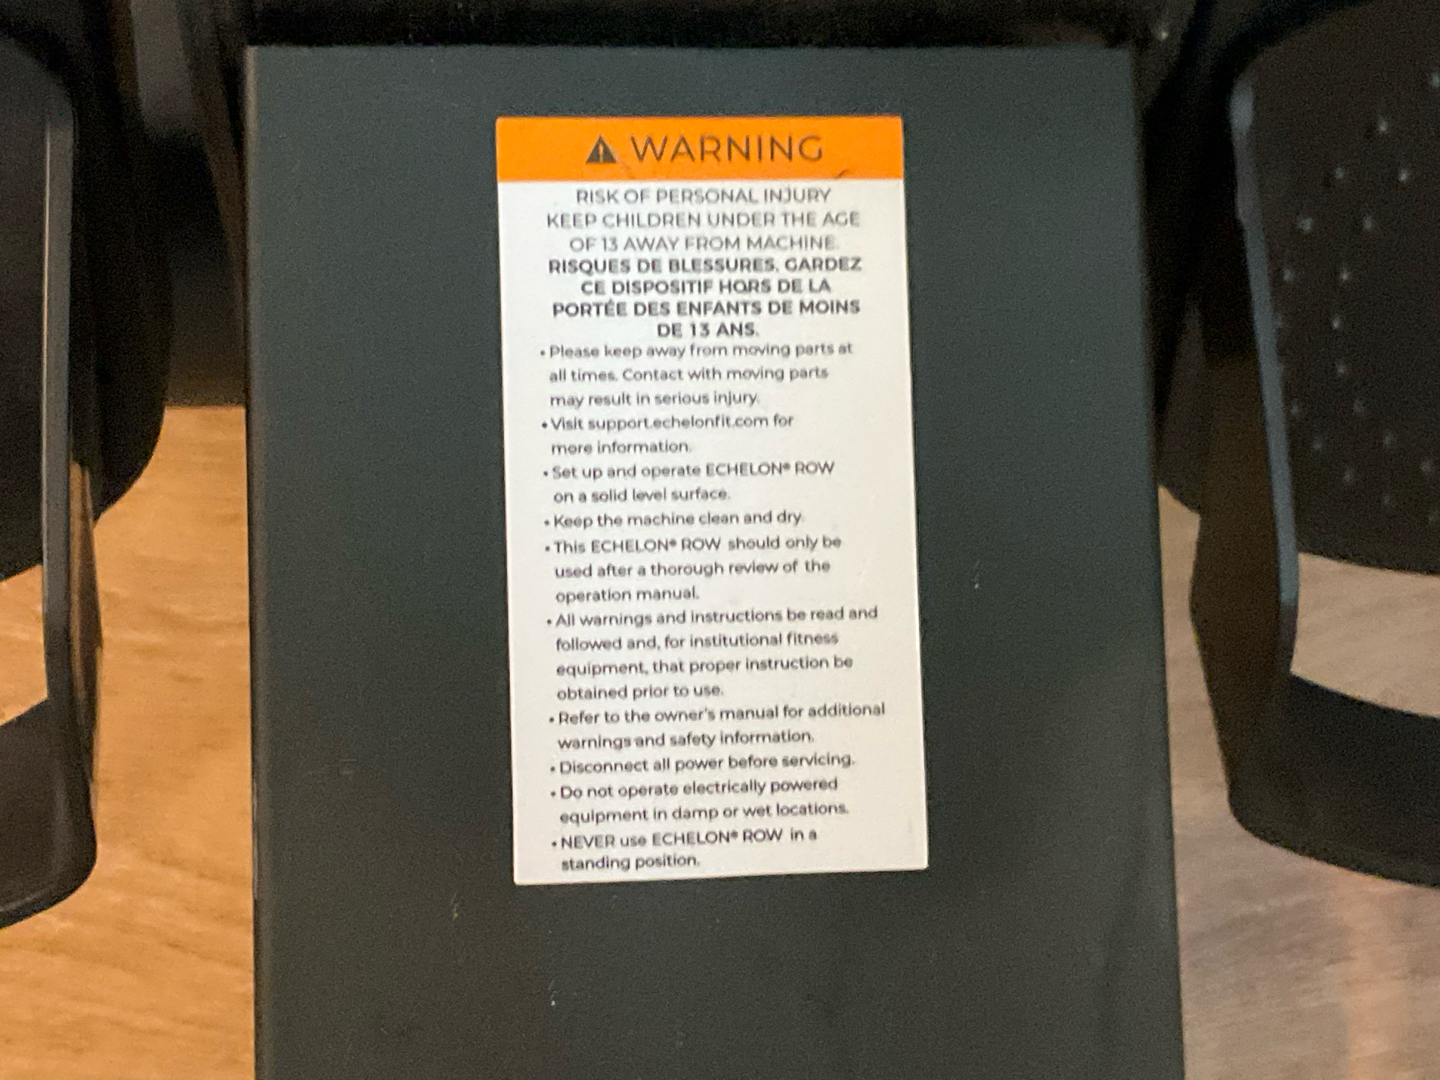 WARNING
RISK OF PERSONAL INJURY
KEEP CHILDREN UNDER THE AGE
OF 13 AWAY FROM MACHINE.
RISQUES DE BLESSURES, GARDEZ
CE DISPOSITIF HORS DE LA
PORTÉE DES ENFANTS DE MOINS
DE 13 ANS.
• Please keep away from moving parts at
all times. Contact with moving parts
may result in serious injury.
• Visit support.echelonfit.com for
more information.
• Set up and operate ECHELON® ROW
on a solid level surface.
• Keep the machine clean and dry.
• This ECHELON® ROW should only be
used after a thorough review of the
operation manual.
• All warnings and instructions be read and
followed and, for institutional fitness
equipment, that proper instruction be
obtained prior to use.
• Refer to the owner's manual for additional
warnings and safety information.
• Disconnect all power before servicing.
• Do not operate electrically powered
equipment in damp or wet locations.
• NEVER use ECHELON® ROW in a
standing position.